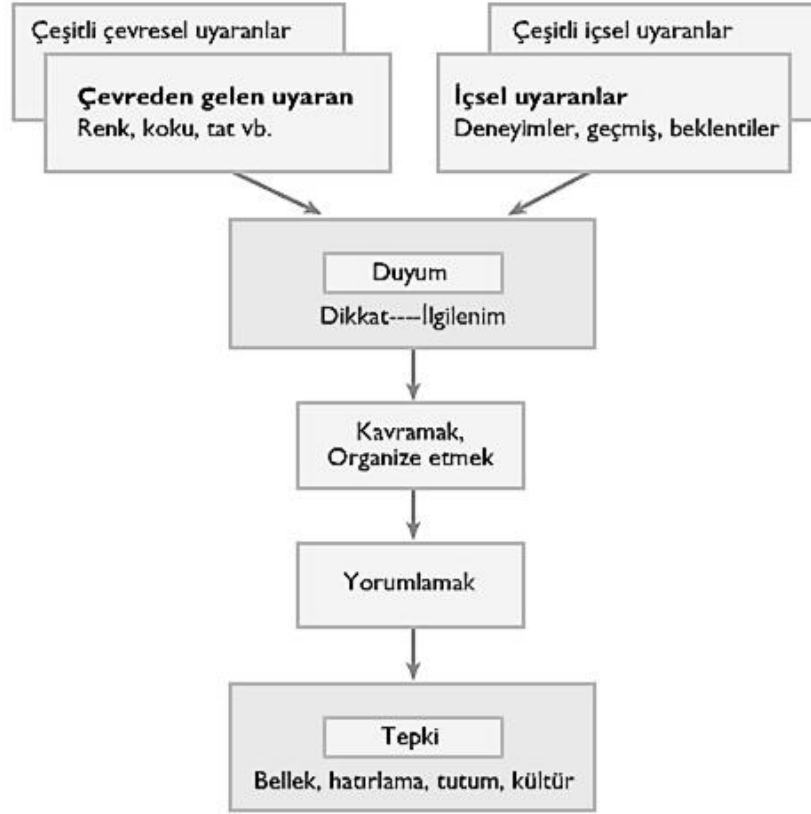 Çeşitli çevresel uyaranlar
Çevreden gelen uyaran
Renk, koku, tat vb.
Çeşitli içsel uyaranlar
İçsel uyaranlar
Deneyimler, geçmiş, beklentiler
Duyum
Dikkat----İlgilenim
Kavramak,
Organize etmek
Yorumlamak
Tepki
Bellek, hatırlama, tutum, kültür